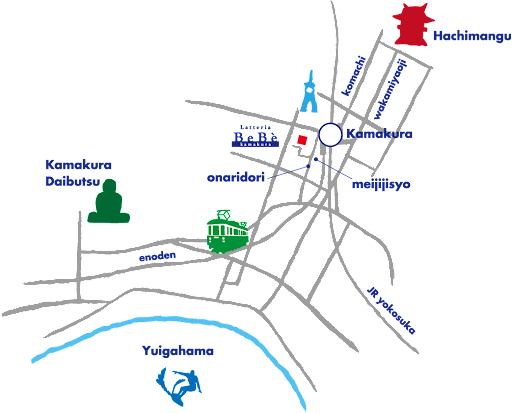 Hachimangu
komachi
wakamiyaoji
Latteria
BeBè
kamakura
Kamakura
onaridori
meijijisyo
Kamakura
Daibutsu
enoden
JR yokosuka
Yuigahama